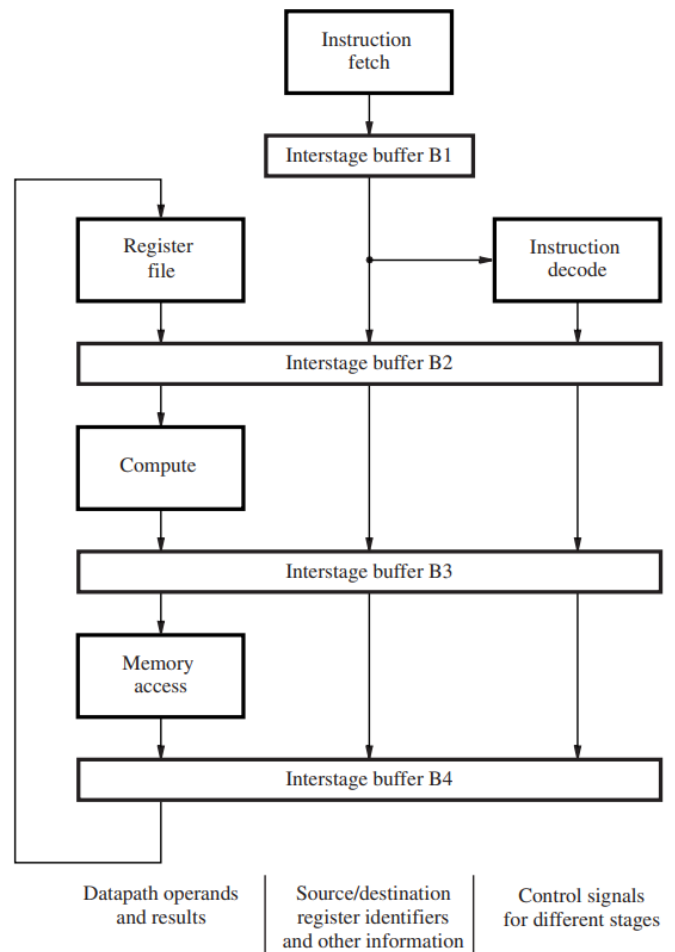 Instruction
fetch
Interstage buffer B1
Register
file
Instruction
decode
Interstage buffer B2
Compute
Interstage buffer B3
Memory
access
Interstage buffer B4
Datapath operands
and results
Source/destination
register identifiers
and other information
Control signals
for different stages